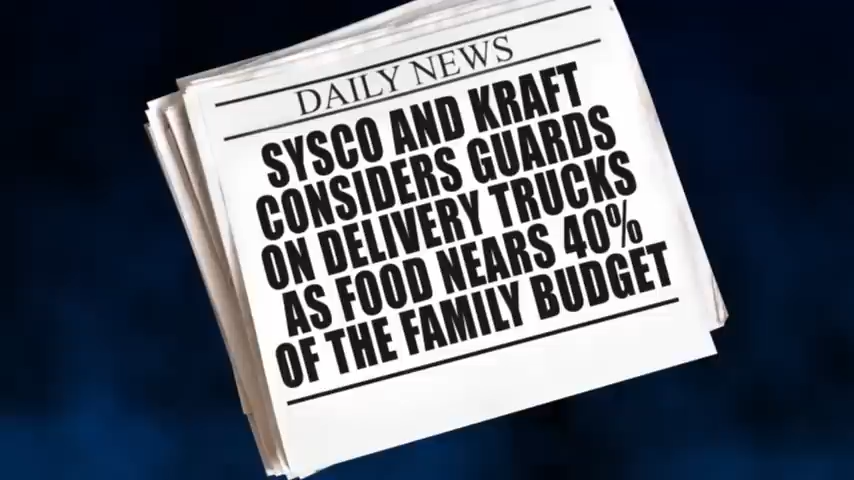 DAILY NEWS
SYSCO AND KRAFT
CONSIDERS GUARDS
ON DELIVERY TRUCKS
AS FOOD NEARS 40%
OF THE FAMILY BUDGET